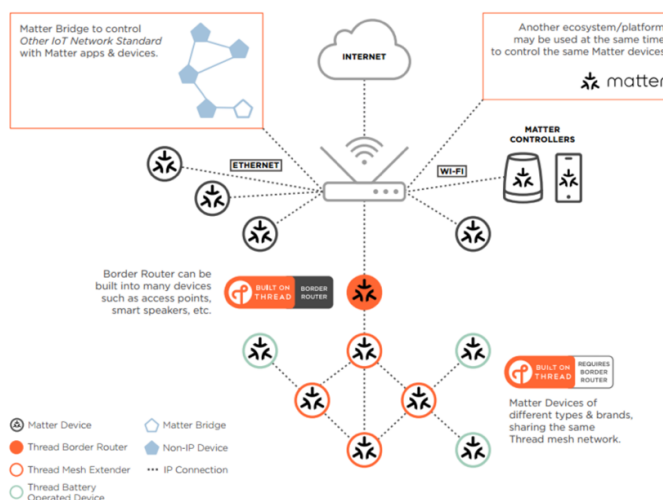 Matter Bridge to control
Other IoT Network Standard
with Matter apps & devices.
INTERNET
Another ecosystem/platform
may be used at the same time
to control the same Matter devices
matter
MATTER
CONTROLLERS
ETHERNET
WI-FI
Border Router can be
built into many devices
such as access points,
smart speakers, etc.
BUILT ON
THREAD
BORDER
ROUTER
BUILT ON
THREAD
REQUIRES
BORDER
ROUTER
Matter Devices of
different types & brands,
sharing the same
Thread mesh network.
Matter Device
Matter Bridge
Thread Border Router
Non-IP Device
Thread Mesh Extender
IP Connection
Thread Battery
Operated Device